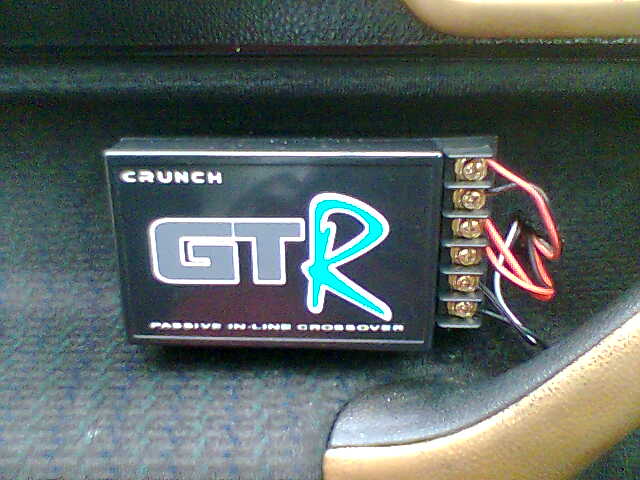 CRUNCH
GTR
PASSIVE IN-LINE CROSSOVER